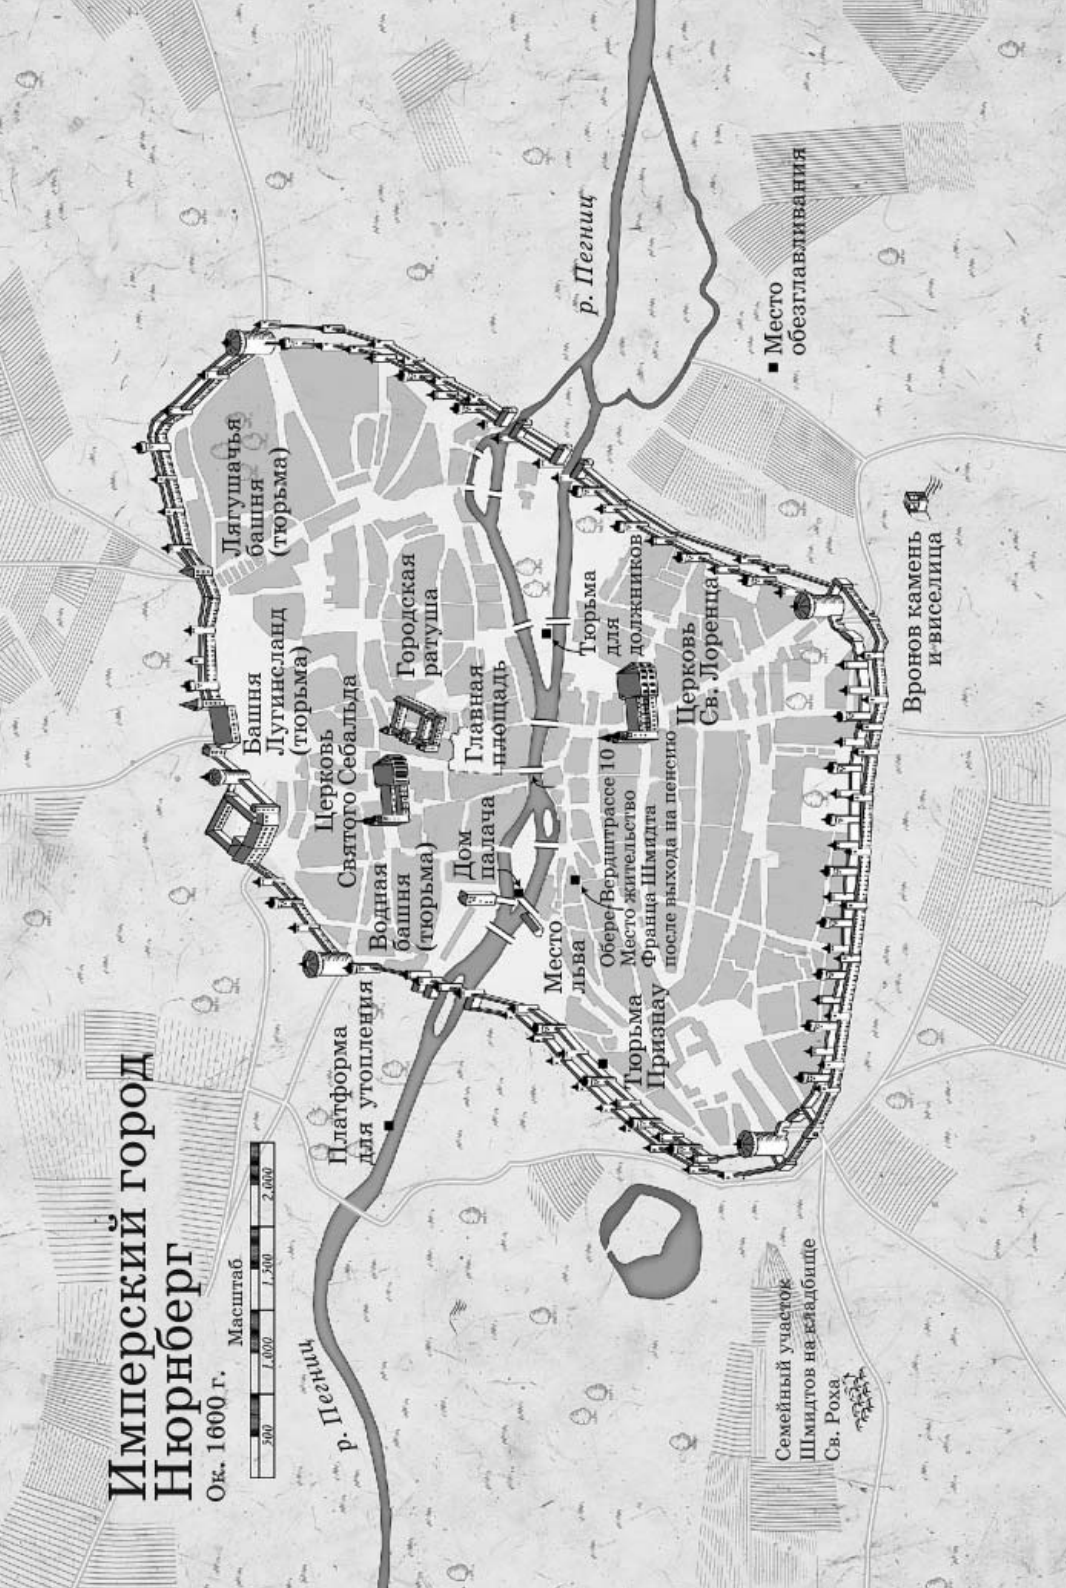 Имперский город
Нюрнберг
Ок. 1600 г.
Масштаб
500
1.000
1.500
2.000
р. Пегниц
Платформа
для утопления
Лягушачья
башня
(тюрьма)
Башня
Лугинсланд
(тюрьма)
Церковь
Святого Себальда
Городская
ратуша
Главная
площадь
Водная
башня
(тюрьма)
Дом
палача
Место
льва
Обере Вердштрассе 10
Место жительство
Франца Шмидта
после выхода на пенсию
Тюрьма
Признау
Тюрьма
для
должников
Церковь
Св. Лоренца
р. Пегниц
Место
обезглавливания
Вронов камень
и виселица
Семейный участок
Шмидтов на кладбище
Св. Роха